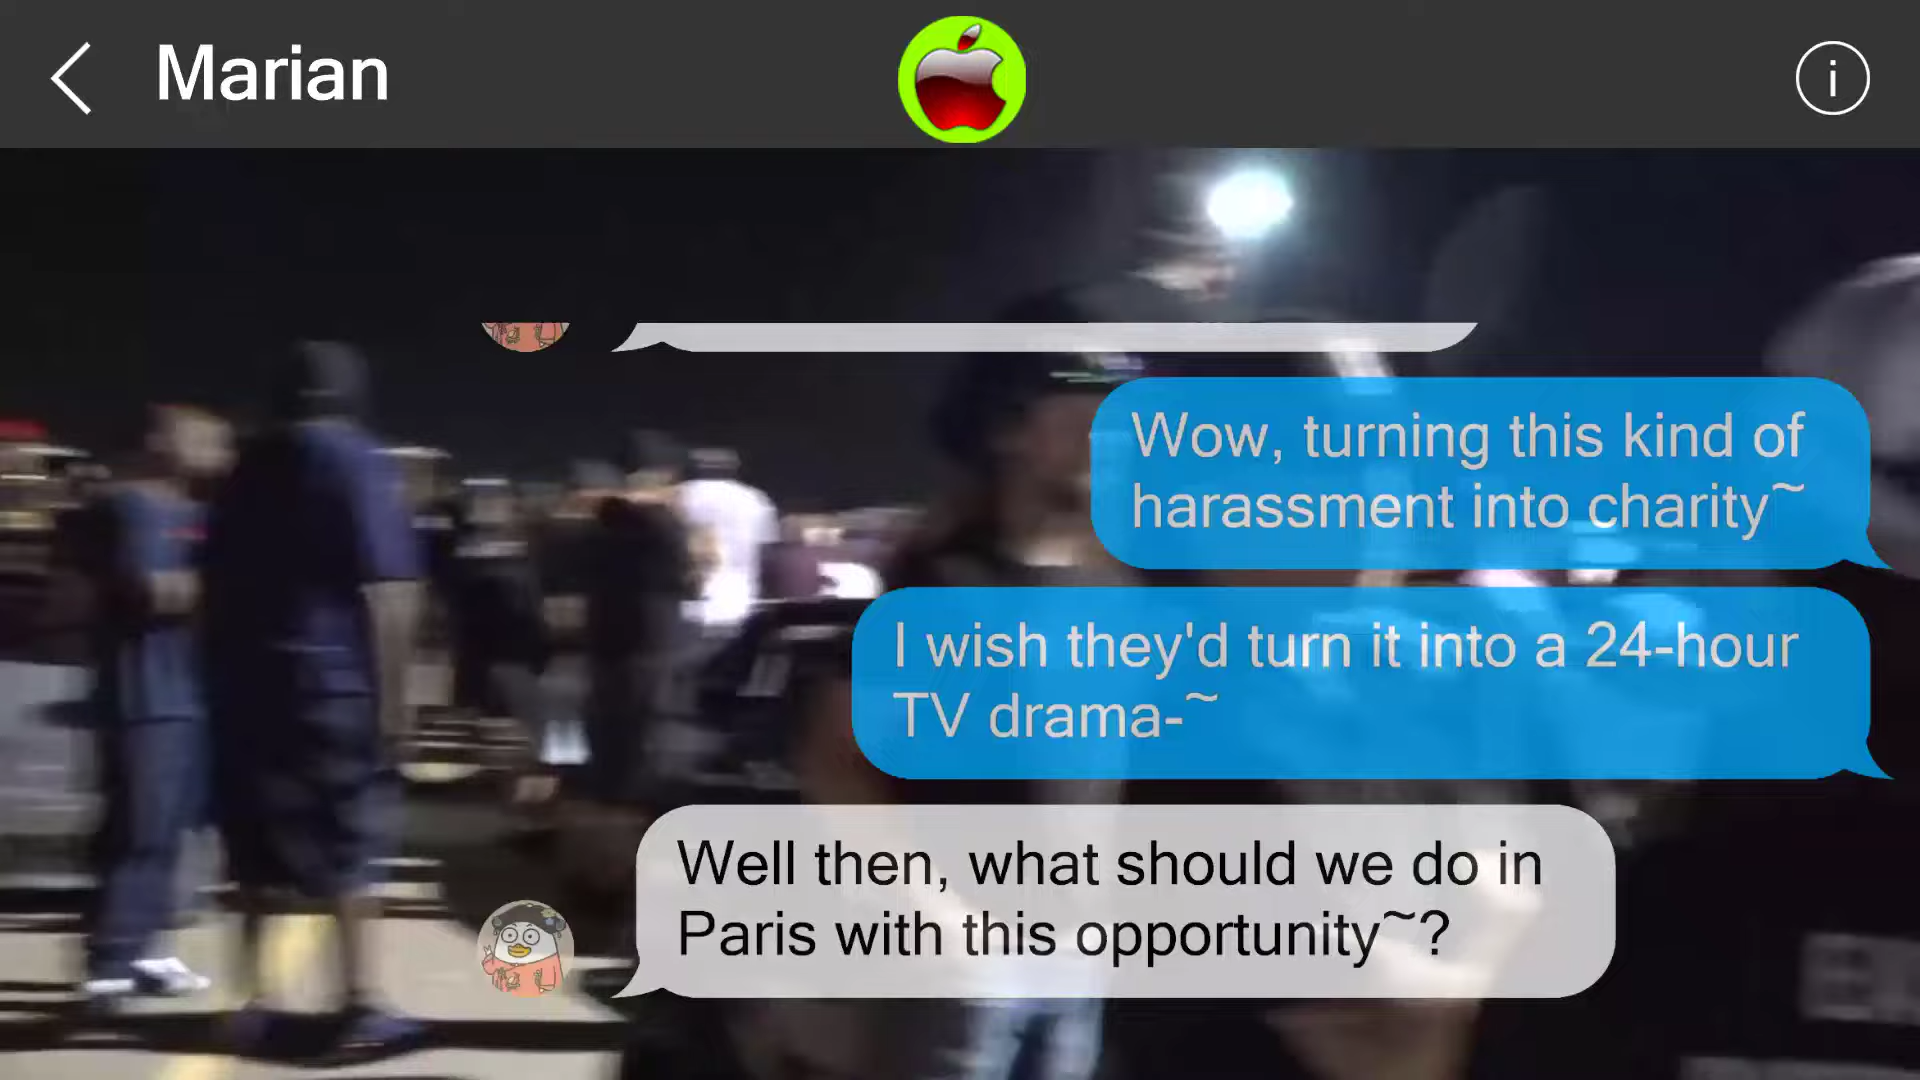 Marian
Wow, turning this kind of
harassment into charity~
I wish they'd turn it into a 24-hour
TV drama-~
Well then, what should we do in
Paris with this opportunity~?